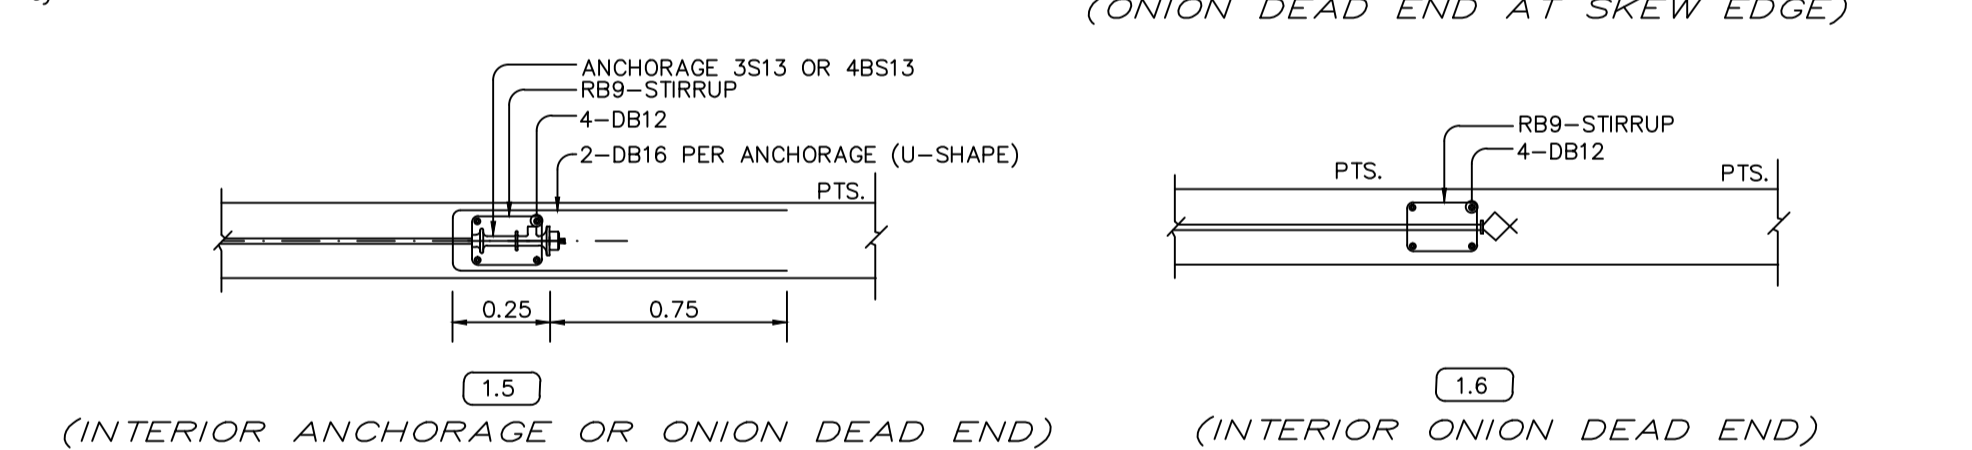 (ONION DEAD END AT SKEW EDGE)
ANCHORAGE 3S13 OR 4BS13
RB9-STIRRUP
4-DB12
2-DB16 PER ANCHORAGE (U-SHAPE)
PTS.
0.25
0.75
1.5
(INTERIOR ANCHORAGE OR ONION DEAD END)
RB9-STIRRUP
4-DB12
PTS.
PTS.
1.6
(INTERIOR ONION DEAD END)